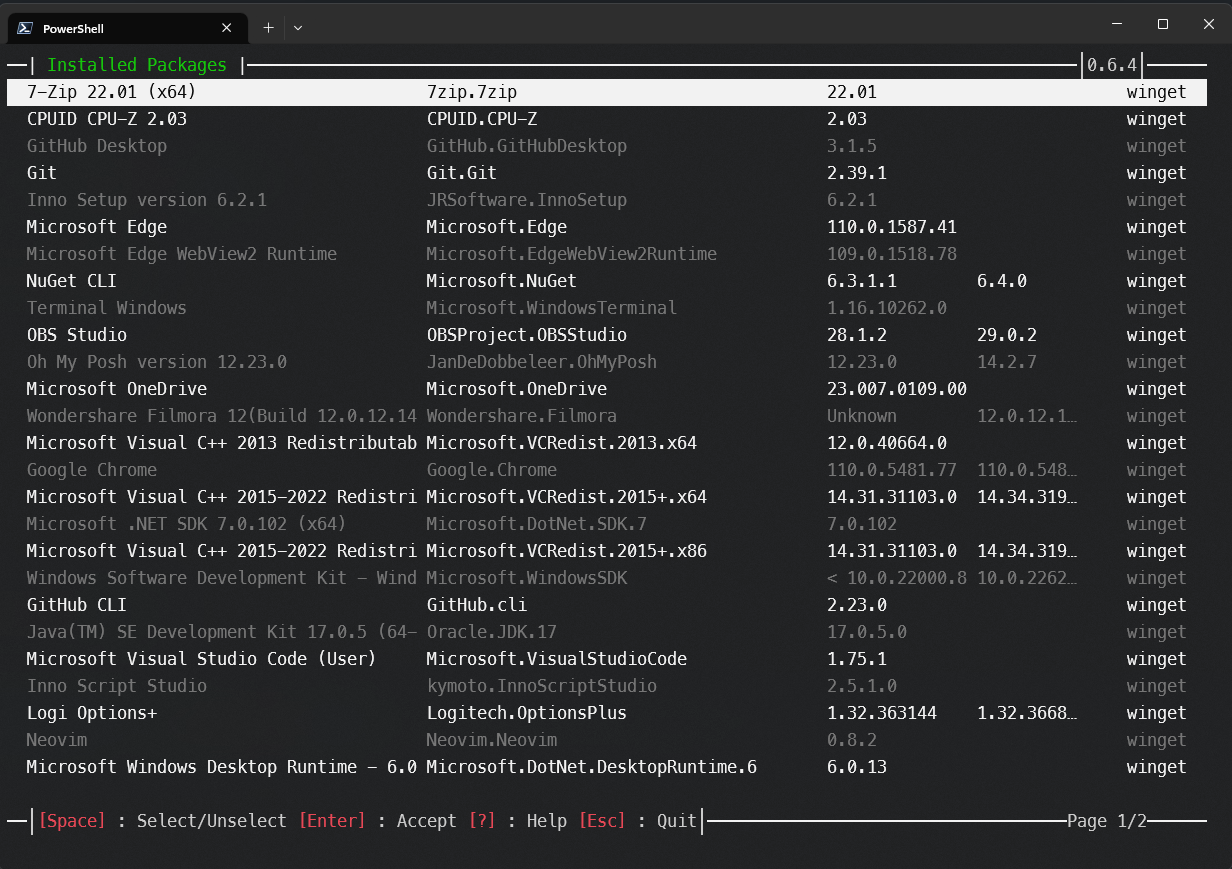 PowerShell
Installed Packages 0.6.4
7-Zip 22.01 (x64) 7zip.7zip 22.01 winget
CPUID CPU-Z 2.03 CPUID.CPU-Z 2.03 winget
GitHub Desktop GitHub.GitHubDesktop 3.1.5 winget
Git Git.Git 2.39.1 winget
Inno Setup version 6.2.1 JRSoftware.InnoSetup 6.2.1 winget
Microsoft Edge Microsoft.Edge 110.0.1587.41 winget
Microsoft Edge WebView2 Runtime Microsoft.EdgeWebView2Runtime 109.0.1518.78 winget
NuGet CLI Microsoft.NuGet 6.3.1.1 6.4.0 winget
Terminal Windows Microsoft.WindowsTerminal 1.16.10262.0 winget
OBS Studio OBSProject.OBSStudio 28.1.2 29.0.2 winget
Oh My Posh version 12.23.0 JanDeDobbeleer.OhMyPosh 12.23.0 14.2.7 winget
Microsoft OneDrive Microsoft.OneDrive 23.007.0109.00 winget
Wondershare Filmora 12(Build 12.0.12.14 Wondershare.Filmora Unknown 12.0.12.1… winget
Microsoft Visual C++ 2013 Redistributab Microsoft.VCRedist.2013.x64 12.0.40664.0 winget
Google Chrome Google.Chrome 110.0.5481.77 110.0.548… winget
Microsoft Visual C++ 2015-2022 Redistri Microsoft.VCRedist.2015+.x64 14.31.31103.0 14.34.319… winget
Microsoft .NET SDK 7.0.102 (x64) Microsoft.DotNet.SDK.7 7.0.102 winget
Microsoft Visual C++ 2015-2022 Redistri Microsoft.VCRedist.2015+.x86 14.31.31103.0 14.34.319… winget
Windows Software Development Kit - Wind Microsoft.WindowsSDK < 10.0.22000.8 10.0.2262… winget
GitHub CLI GitHub.cli 2.23.0 winget
Java(TM) SE Development Kit 17.0.5 (64- Oracle.JDK.17 17.0.5.0 winget
Microsoft Visual Studio Code (User) Microsoft.VisualStudioCode 1.75.1 winget
Inno Script Studio kymoto.InnoScriptStudio 2.5.1.0 winget
Logi Options+ Logitech.OptionsPlus 1.32.363144 1.32.3668… winget
Neovim Neovim.Neovim 0.8.2 winget
Microsoft Windows Desktop Runtime - 6.0 Microsoft.DotNet.DesktopRuntime.6 6.0.13 winget
[Space] : Select/Unselect [Enter] : Accept [?] : Help [Esc] : Quit Page 1/2